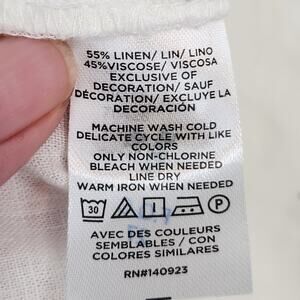 55% LINEN/ LIN/ LINO
45%VISCOSE/ VISCOSA
EXCLUSIVE OF
DECORATION/ SAUF
DÉCORATION/ EXCLUYE LA
DECORACIÓN
MACHINE WASH COLD
DELICATE CYCLE WITH LIKE
COLORS
ONLY NON-CHLORINE
BLEACH WHEN NEEDED
LINE DRY
WARM IRON WHEN NEEDED
30 P
AVEC DES COULEURS
SEMBLABLES / CON
COLORES SIMILARES
RN#140923